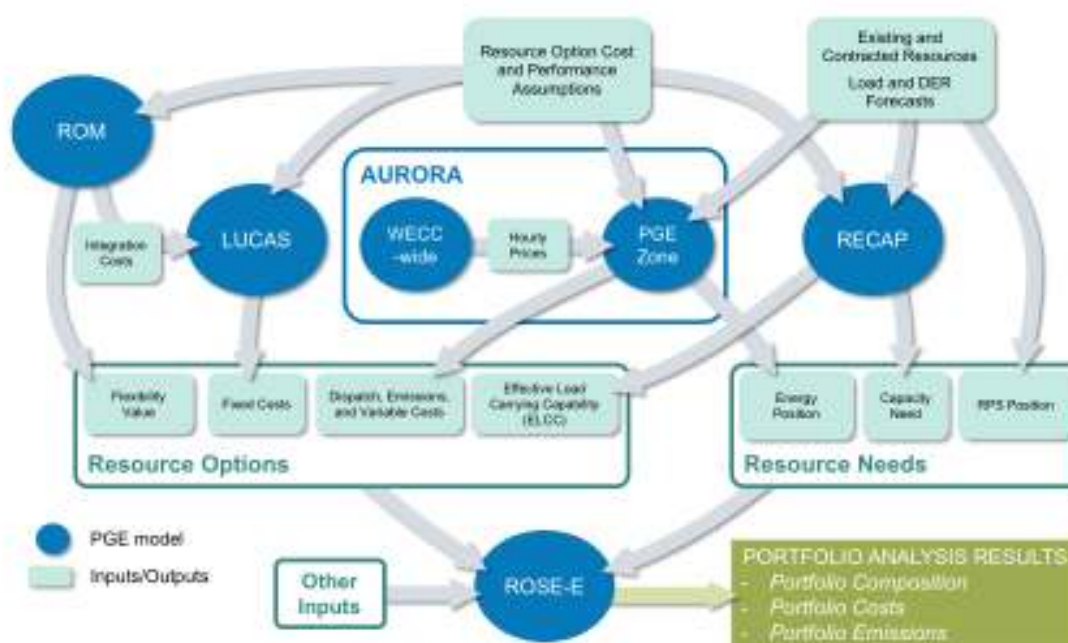 Resource Option Cost
and Performance
Assumptions
Existing and
Contracted Resources
Load and DER
Forecasts
ROM
AURORA
Integration
Costs
LUCAS
WECC
-wide
Hourly
Prices
PGE
Zone
RECAP
Flexibility
Value
Fixed Costs
Dispatch, Emissions,
and Variable Costs
Effective Load
Carrying Capability
(ELCC)
Energy
Position
Capacity
Need
RPS Position
Resource Options
Resource Needs
PGE model
Inputs/Outputs
Other
Inputs
ROSE-E
PORTFOLIO ANALYSIS RESULTS
- Portfolio Composition
- Portfolio Costs
- Portfolio Emissions